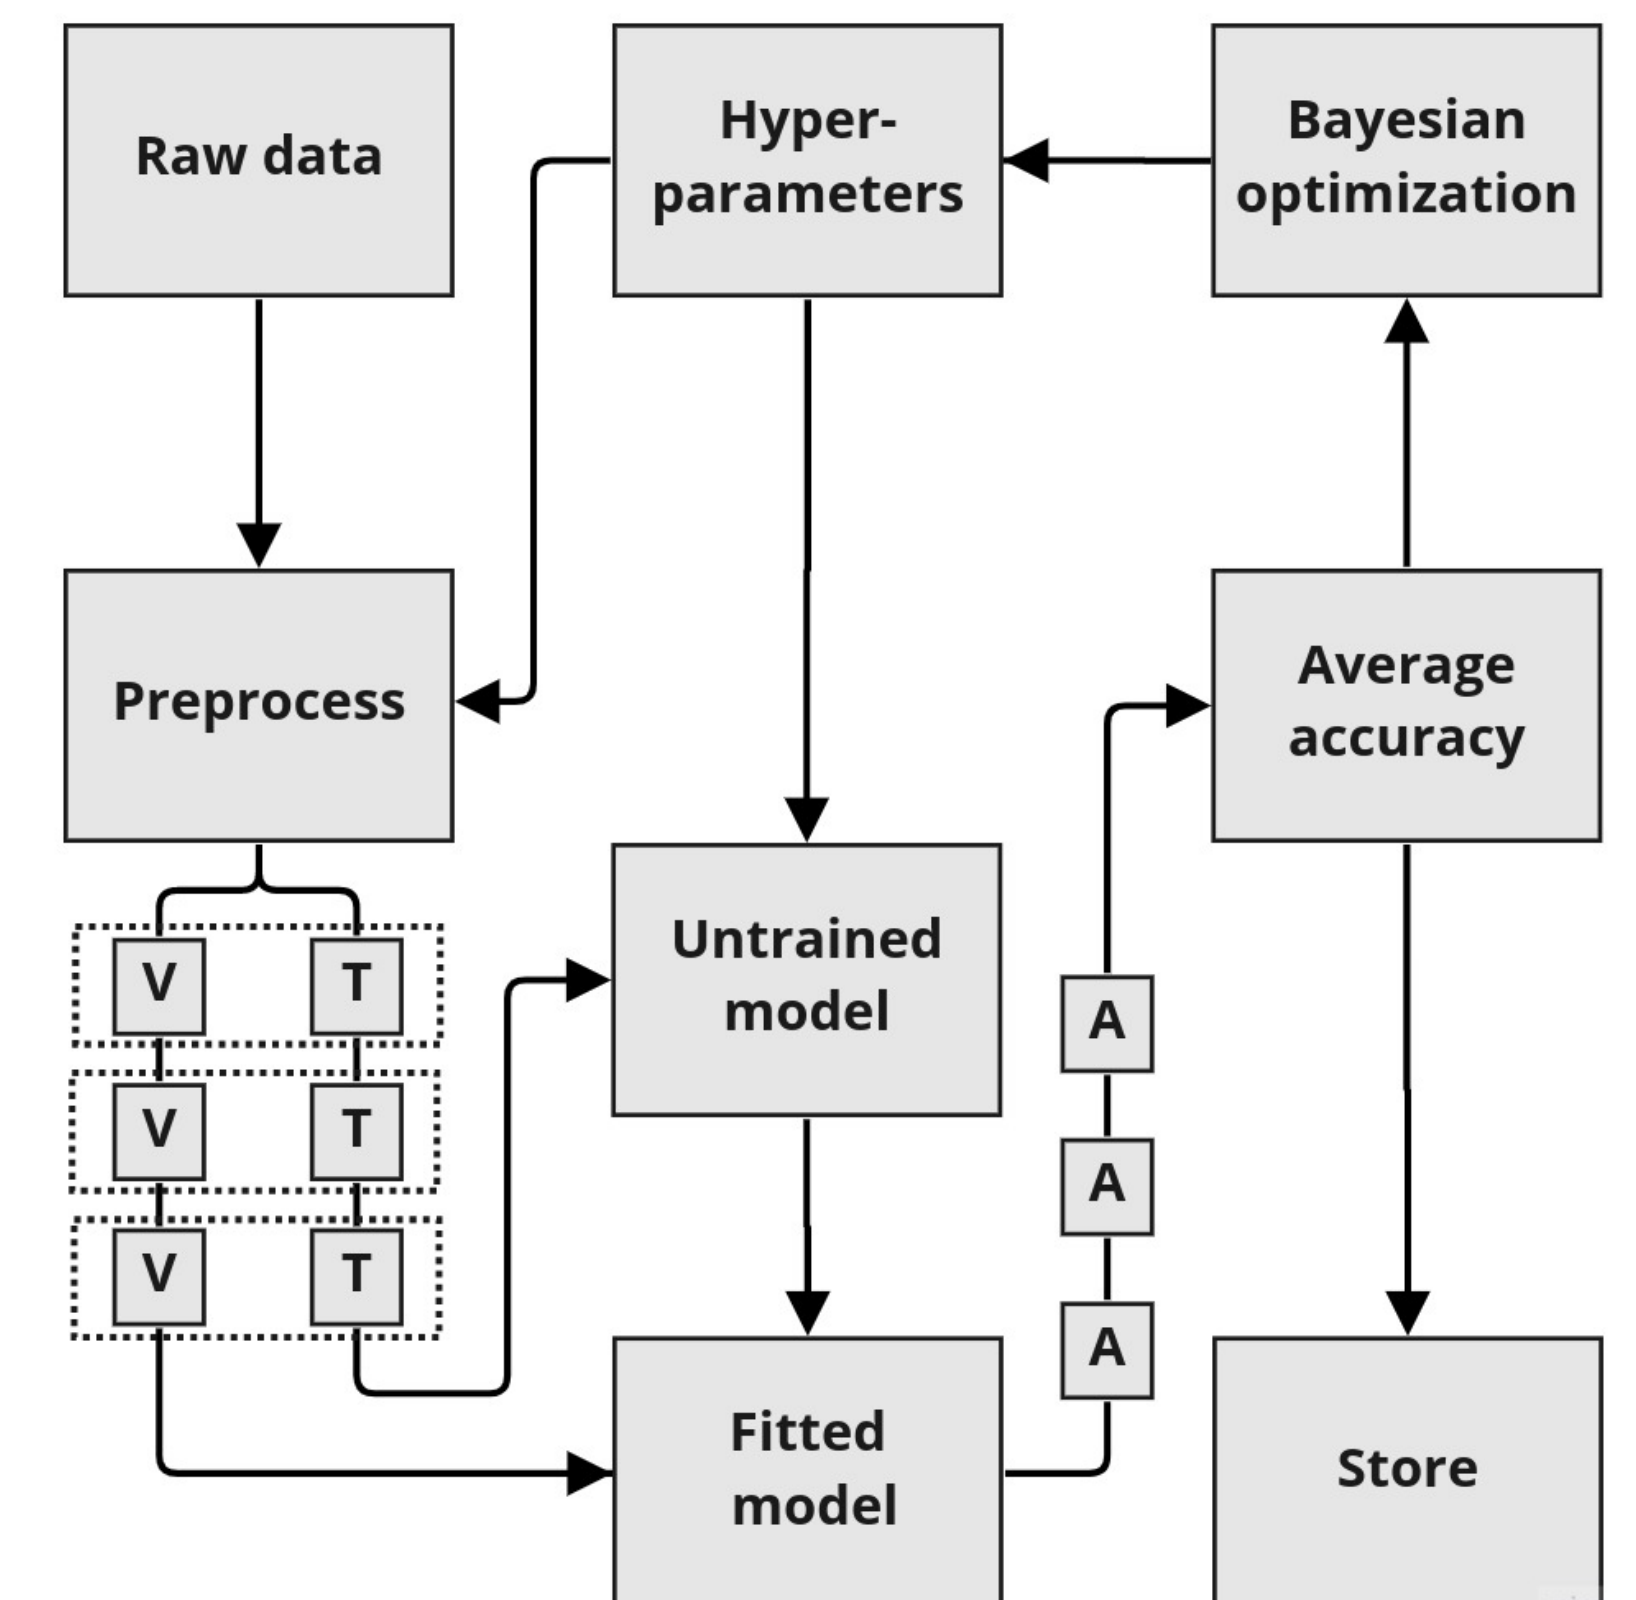 Raw data
Hyper-
parameters
Bayesian
optimization
Preprocess
Average
accuracy
Untrained
model
V
T
V
T
V
T
A
A
A
Fitted
model
Store